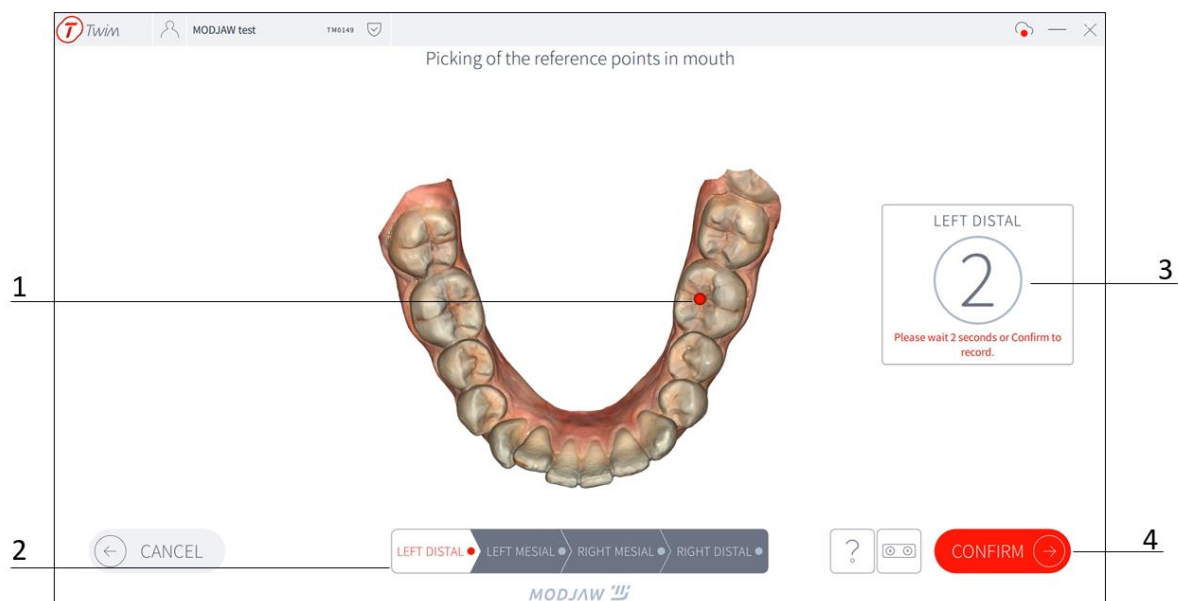 Twim MODJAW test TM0149
Picking of the reference points in mouth
LEFT DISTAL
2
Please wait 2 seconds or Confirm to
record.
1
3
CANCEL
LEFT DISTAL LEFT MESIAL RIGHT MESIAL RIGHT DISTAL
?
CONFIRM
2
4
MODJAW